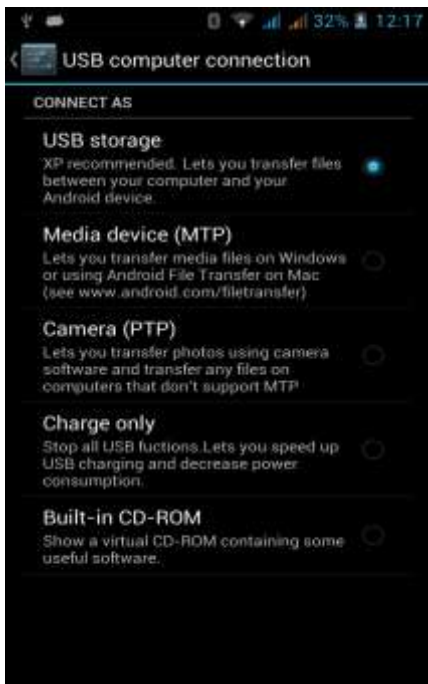 32% 12:17
USB computer connection
CONNECT AS
USB storage
XP recommended. Lets you transfer files
between your computer and your
Android device.
Media device (MTP)
Lets you transfer media files on Windows
or using Android File Transfer on Mac
(see www.android.com/filetransfer)
Camera (PTP)
Lets you transfer photos using camera
software and transfer any files on
computers that don't support MTP
Charge only
Stop all USB fuctions.Lets you speed up
USB charging and decrease power
consumption.
Built-in CD-ROM
Show a virtual CD-ROM containing some
useful software.